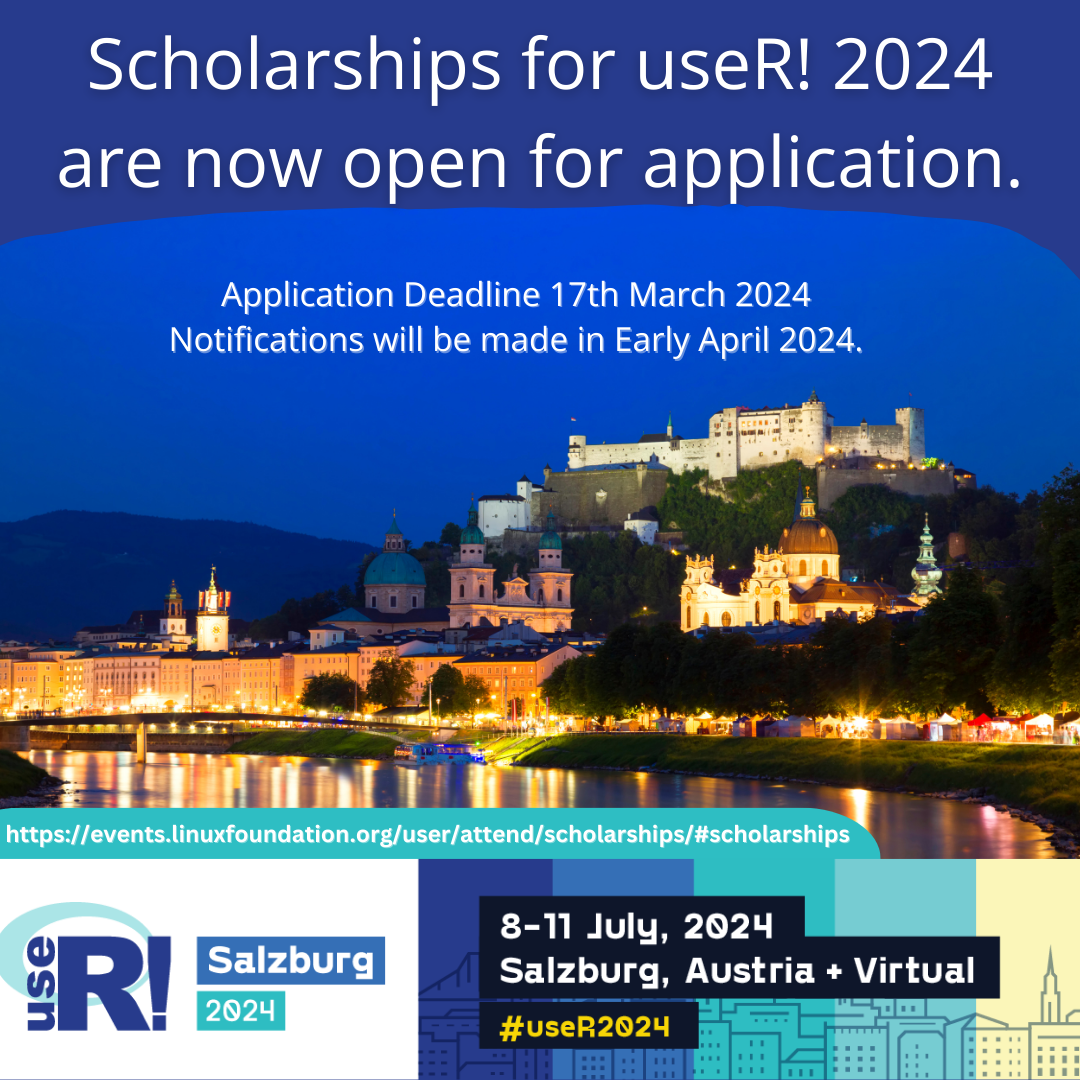 Scholarships for useR! 2024
are now open for application.
Application Deadline 17th March 2024
Notifications will be made in Early April 2024.
https://events.linuxfoundation.org/user/attend/scholarships/#scholarships
use R!
Salzburg
2024
8-11 July, 2024
Salzburg, Austria + Virtual
#useR2024